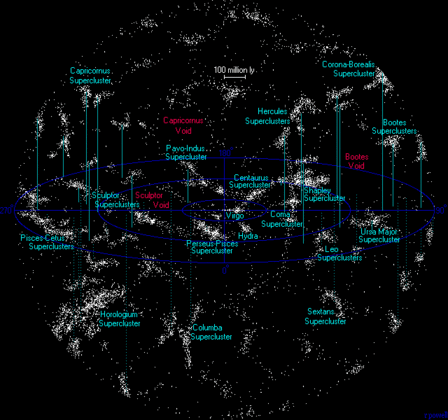 Capricornus
Supercluster
100 million ly
Corona-Borealis
Supercluster
Capricornus
Void
Hercules
Superclusters
Bootes
Superclusters
Pavo-Indus
Supercluster
Bootes
Void
Centaurus
Supercluster
Shapley
Supercluster
Sculptor
Superclusters
Sculptor
Void
Virgo
Coma
Supercluster
Pisces-Cetus
Superclusters
Perseus-Pisces
Supercluster
Hydra
Leo
Superclusters
Ursa Major
Supercluster
Horologium
Supercluster
Columba
Supercluster
Sextans
Supercluster